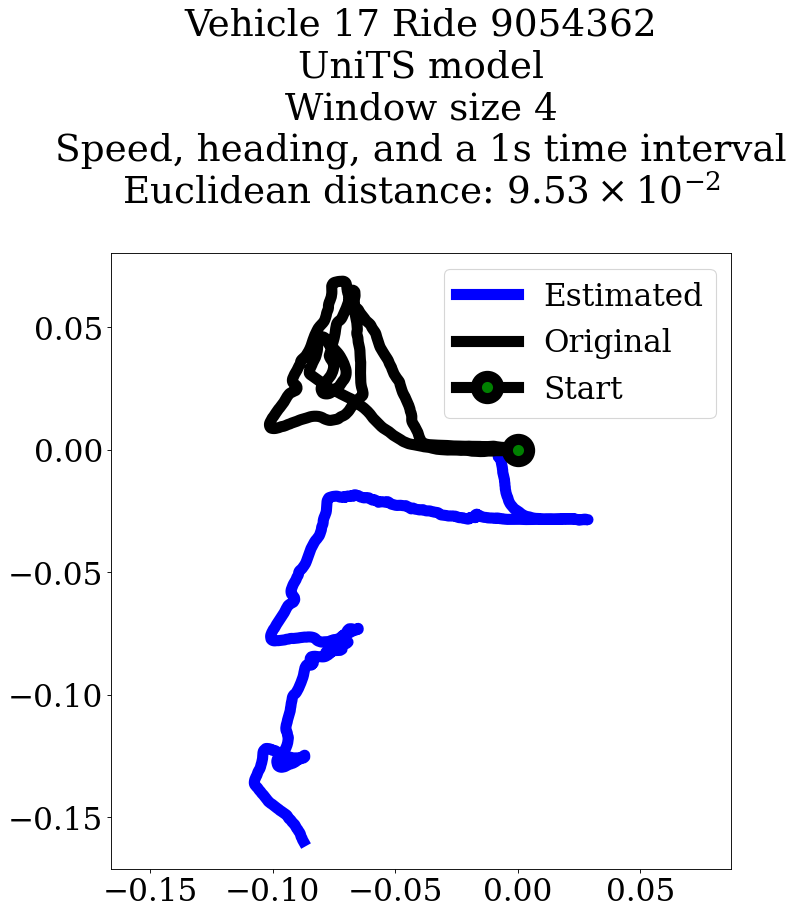 Vehicle 17 Ride 9054362
UniTS model
Window size 4
Speed, heading, and a 1s time interval
Euclidean distance: 9.53 × 10⁻²
Estimated
Original
Start
0.05
0.00
−0.05
−0.10
−0.15
−0.15 −0.10 −0.05 0.00 0.05